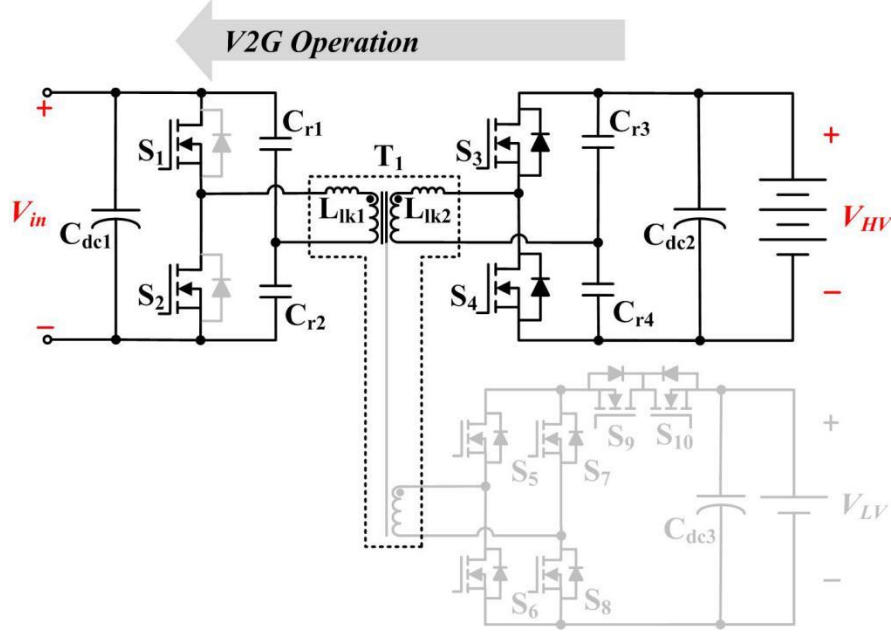 V2G Operation
+
S1
Cr1
T1
S3
Cr3
+
Vin
Cdc1
Llk1
Llk2
Cdc2
VHV
−
S2
Cr2
S4
Cr4
−
S9
S10
+
S5
S7
Cdc3
VLV
S6
S8
−